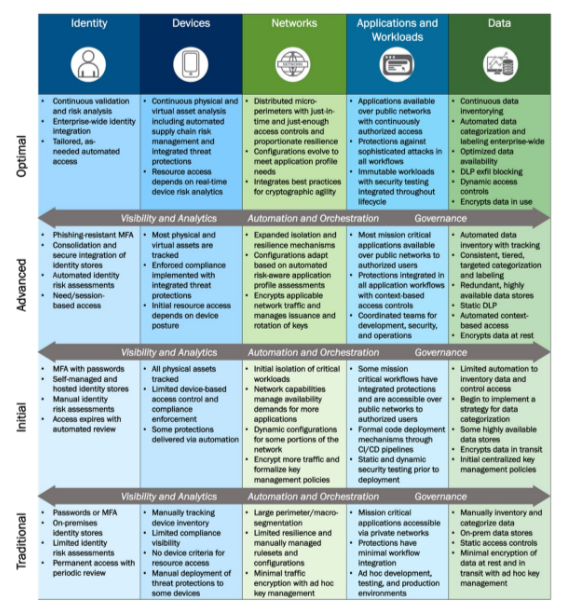 Identity
Devices
Networks
Applications and
Workloads
Data
Optimal
• Continuous validation
and risk analysis
• Enterprise-wide identity
integration
• Tailored, as-
needed automated
access
• Continuous physical and
virtual asset analysis
including automated
supply chain risk
management and
integrated threat
protections
• Resource access
depends on real-time
device risk analytics
• Distributed micro-
perimeters with just-in-
time and just-enough
access controls and
proportionate resilience
• Configurations evolve to
meet application profile
needs
• Integrates best practices
for cryptographic agility
• Applications available
over public networks
with continuously
authorized access
• Protections against
sophisticated attacks in
all workflows
• Immutable workloads
with security testing
integrated throughout
lifecycle
• Continuous data
inventorying
• Automated data
categorization and
labeling enterprise-wide
• Optimized data
availability
• DLP exfil blocking
• Dynamic access
controls
• Encrypts data in use
Visibility and Analytics
Automation and Orchestration
Governance
Advanced
• Phishing-resistant MFA
• Consolidation and
secure integration of
identity stores
• Automated identity
risk assessments
• Need/session-
based access
• Most physical and
virtual assets are
tracked
• Enforced compliance
implemented with
integrated threat
protections
• Initial resource access
depends on device
posture
• Expanded isolation and
resilience mechanisms
• Configurations adapt
based on automated
risk-aware application
profile assessments
• Encrypts applicable
network traffic and
manages issuance and
rotation of keys
• Most mission critical
applications available
over public networks to
authorized users
• Protections integrated in
all application workflows
with context-based
access controls
• Coordinated teams for
development, security,
and operations
• Automated data
inventory with tracking
• Consistent, tiered,
targeted categorization
and labeling
• Redundant, highly
available data stores
• Static DLP
• Automated context-
based access
• Encrypts data at rest
Visibility and Analytics
Automation and Orchestration
Governance
Initial
• MFA with passwords
• Self-managed and
hosted identity stores
• Manual identity
risk assessments
• Access expires with
automated review
• All physical assets
tracked
• Limited device-based
access control and
compliance
enforcement
• Some protections
delivered via automation
• Initial isolation of critical
workloads
• Network capabilities
manage availability
demands for more
applications
• Dynamic configurations
for some portions of the
network
• Encrypt more traffic and
formalize key
management policies
• Some mission
critical workflows have
integrated protections
and are accessible over
public networks to
authorized users
• Formal code deployment
mechanisms through
CI/CD pipelines
• Static and dynamic
security testing prior to
deployment
• Limited automation to
inventory data and
control access
• Begin to implement a
strategy for data
categorization
• Some highly available
data stores
• Encrypts data in transit
• Initial centralized key
management policies
Visibility and Analytics
Automation and Orchestration
Governance
Traditional
• Passwords or MFA
• On-premises
identity stores
• Limited identity
risk assessments
• Permanent access with
periodic review
• Manually tracking
device inventory
• Limited compliance
visibility
• No device criteria for
resource access
• Manual deployment of
threat protections to
some devices
• Large perimeter/macro-
segmentation
• Limited resilience and
manually managed
rulesets and
configurations
• Minimal traffic
encryption with ad hoc
key management
• Mission critical
applications accessible
via private networks
• Protections have
minimal workflow
integration
• Ad hoc development,
testing, and production
environments
• Manually inventory and
categorize data
• On-prem data stores
• Static access controls
• Minimal encryption of
data at rest and in
transit with ad hoc key
management